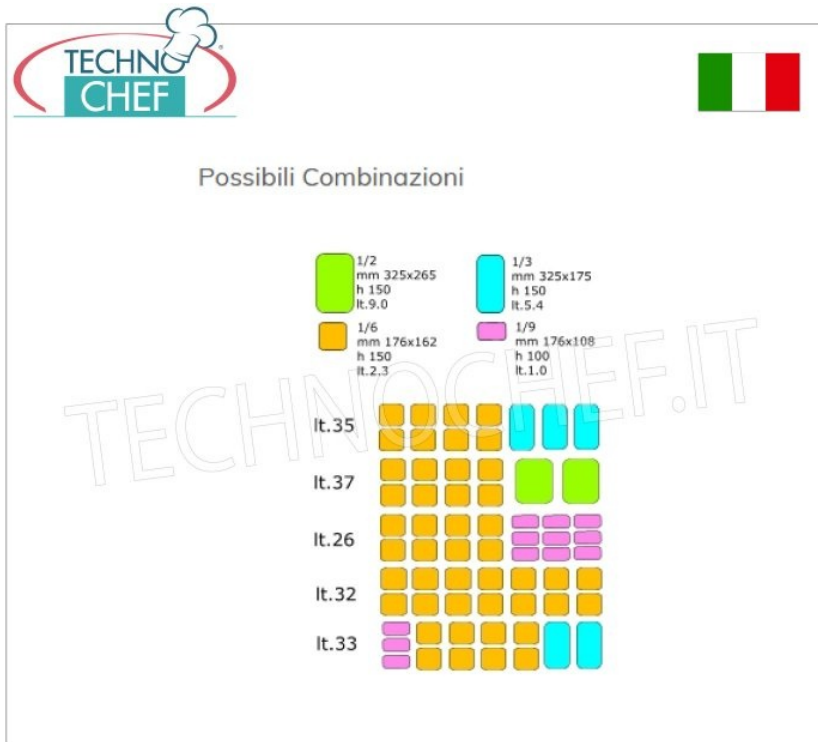 TECHNO
CHEF
Possibili Combinazioni
1/2
mm 325x265
h 150
lt.9.0
1/3
mm 325x175
h 150
lt.5.4
1/6
mm 176x162
h 150
lt.2.3
1/9
mm 176x108
h 100
lt.1.0
TECHNOCHEF.IT
lt.35
lt.37
lt.26
lt.32
lt.33